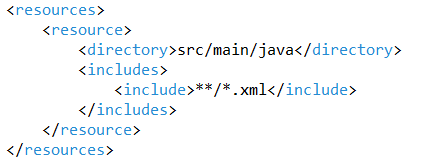 <resources>
    <resource>
        <directory>src/main/java</directory>
        <includes>
            <include>**/*.xml</include>
        </includes>
    </resource>
</resources>